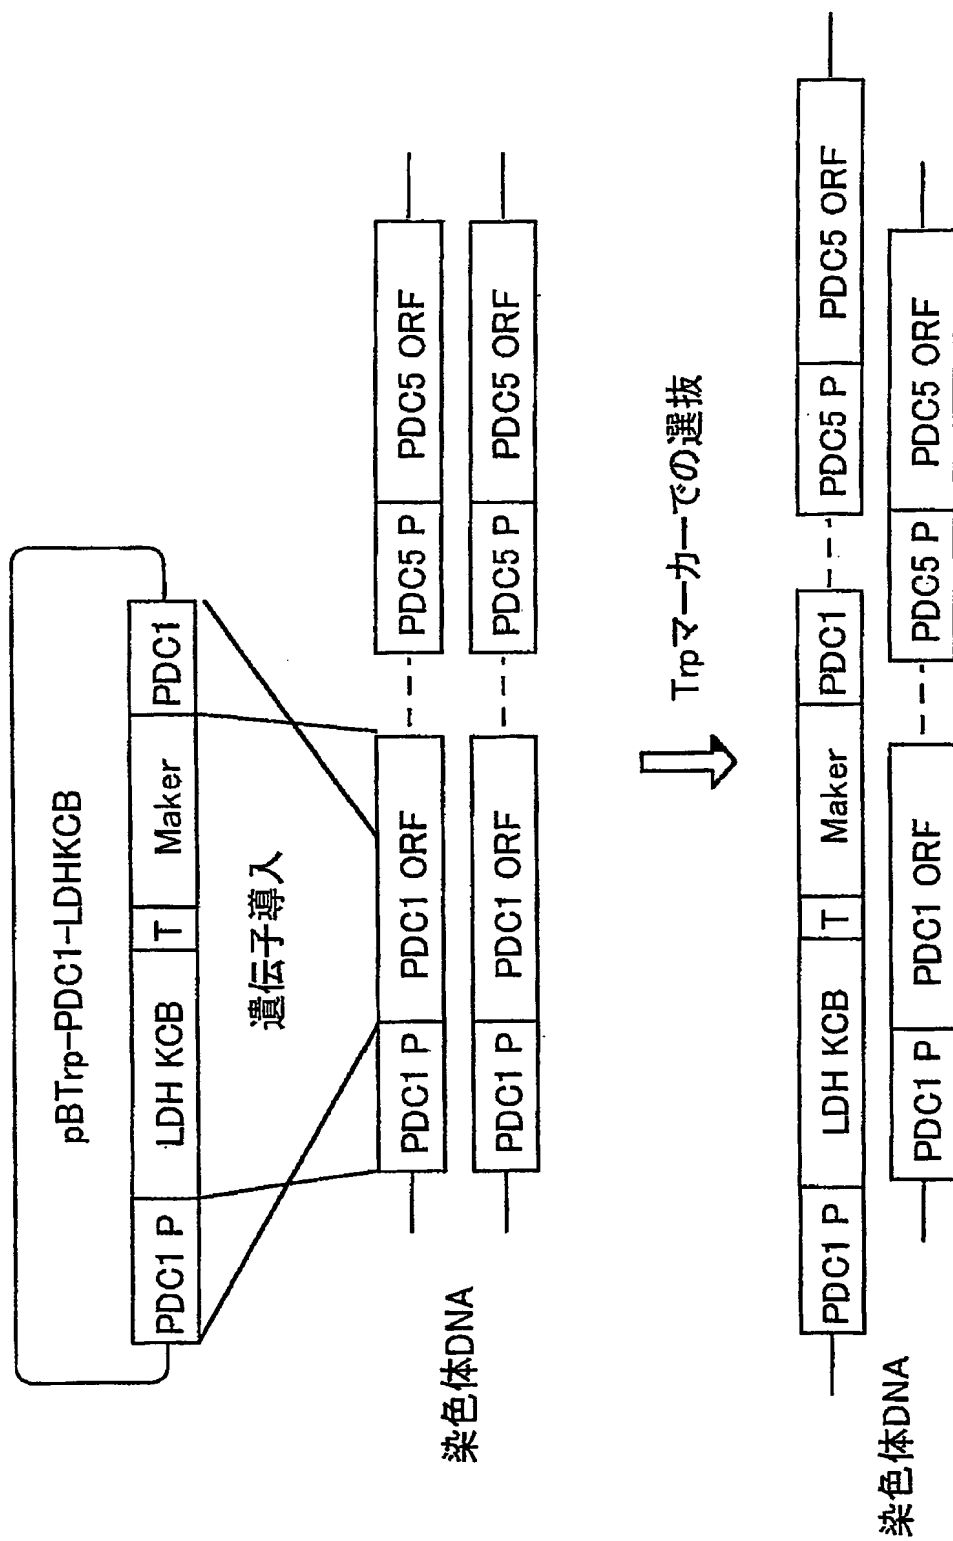 pBTrp-PDC1-LDHKCB
PDC1 P LDH KCB T Maker PDC1
遺伝子導入
PDC1 P PDC1 ORF PDC5 P PDC5 ORF
PDC1 P PDC1 ORF PDC5 P PDC5 ORF
染色体DNA
Trpマーカーでの選抜
PDC1 P LDH KCB T Maker PDC1 PDC5 P PDC5 ORF
PDC1 P PDC1 ORF PDC5 P PDC5 ORF
染色体DNA